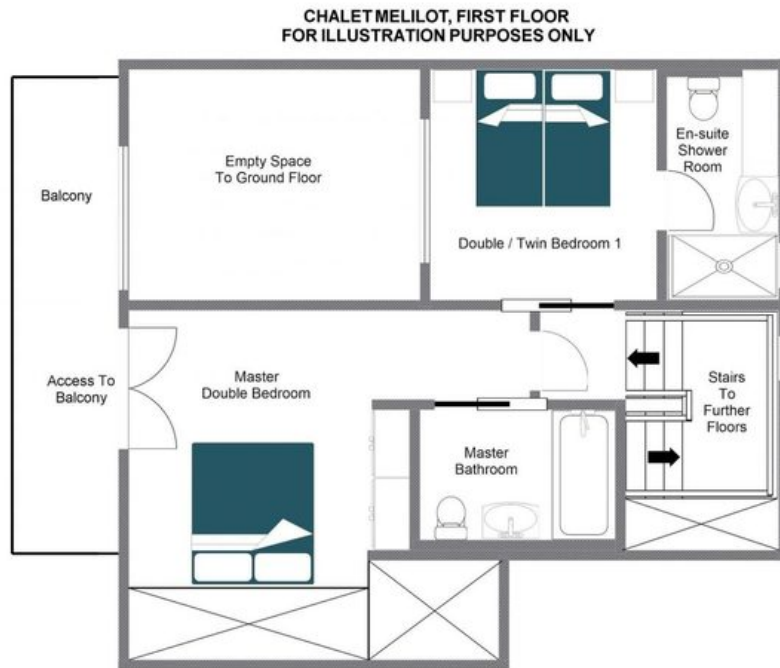 CHALET MELILOT, FIRST FLOOR
FOR ILLUSTRATION PURPOSES ONLY
Empty Space
To Ground Floor
En-suite
Shower
Room
Balcony
Double / Twin Bedroom 1
Access To
Balcony
Master
Double Bedroom
Stairs
To
Further
Floors
Master
Bathroom